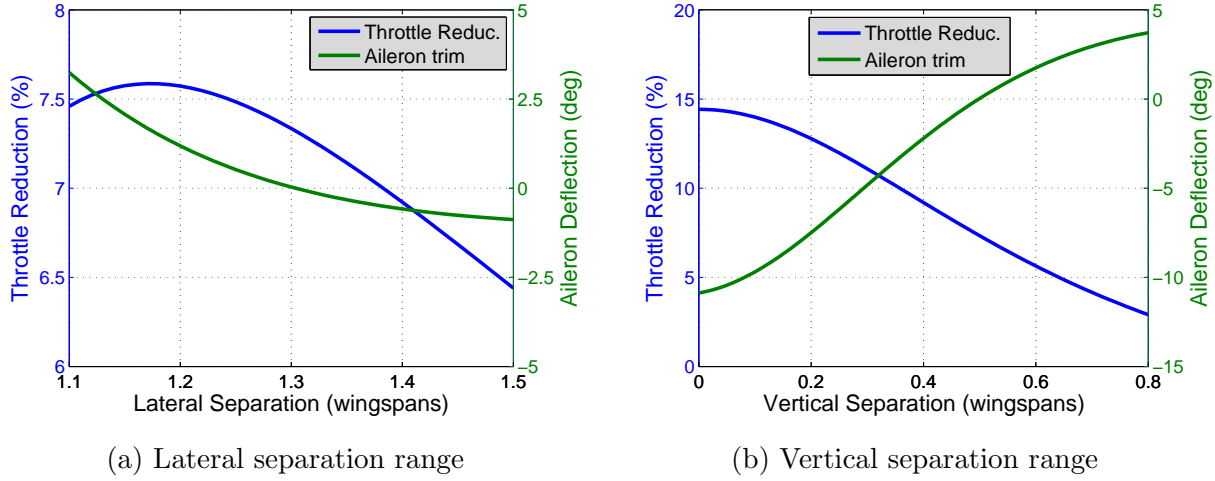 8
7.5
7
6.5
6
Throttle Reduction (%)
Throttle Reduc.
Aileron trim
5
2.5
0
−2.5
−5
Aileron Deflection (deg)
1.1 1.2 1.3 1.4 1.5
Lateral Separation (wingspans)
(a) Lateral separation range
20
15
10
5
0
Throttle Reduction (%)
Throttle Reduc.
Aileron trim
5
0
−5
−10
−15
Aileron Deflection (deg)
0 0.2 0.4 0.6 0.8
Vertical Separation (wingspans)
(b) Vertical separation range